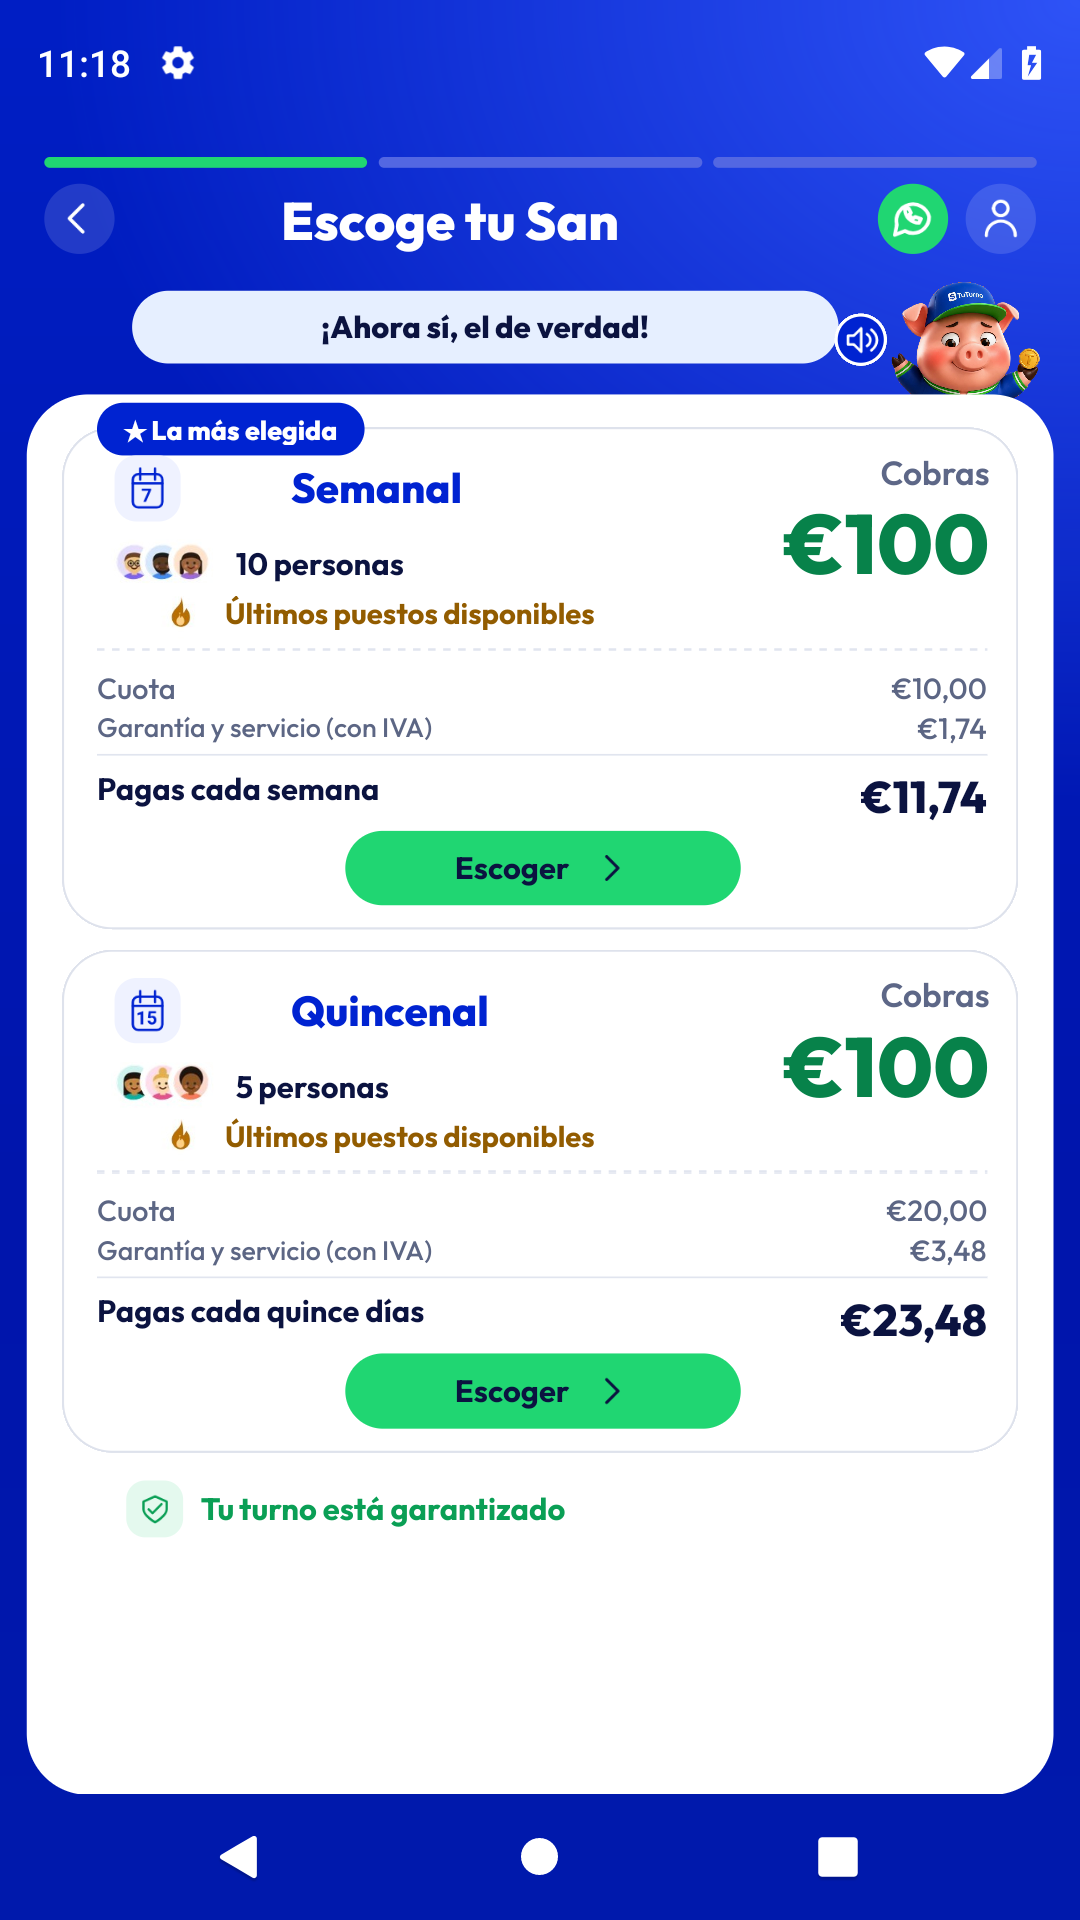 11:18
Escoge tu San
¡Ahora sí, el de verdad!
TuTurno
★ La más elegida
7
Semanal
Cobras
€100
10 personas
Últimos puestos disponibles
Cuota €10,00
Garantía y servicio (con IVA) €1,74
Pagas cada semana €11,74
Escoger
15
Quincenal
Cobras
€100
5 personas
Últimos puestos disponibles
Cuota €20,00
Garantía y servicio (con IVA) €3,48
Pagas cada quince días €23,48
Escoger
Tu turno está garantizado